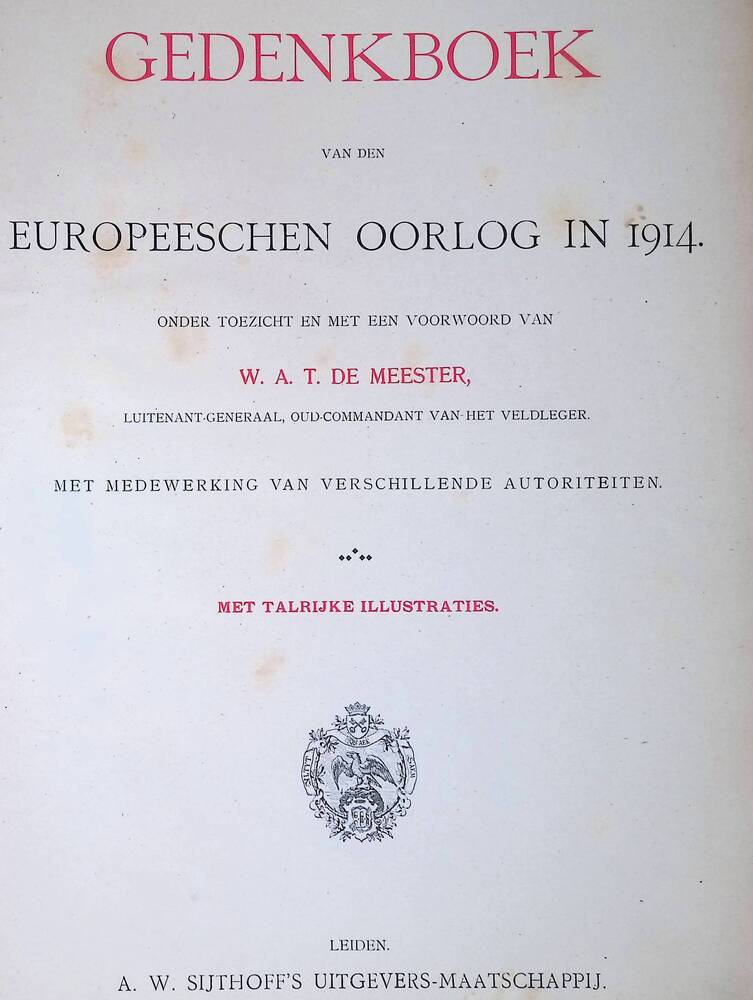 GEDENKBOEK
VAN DEN
EUROPEESCHEN OORLOG IN 1914.
ONDER TOEZICHT EN MET EEN VOORWOORD VAN
W. A. T. DE MEESTER,
LUITENANT-GENERAAL, OUD-COMMANDANT VAN HET VELDLEGER.
MET MEDEWERKING VAN VERSCHILLENDE AUTORITEITEN.
MET TALRIJKE ILLUSTRATIES.
LEIDEN.
A. W. SIJTHOFF'S UITGEVERS-MAATSCHAPPIJ.